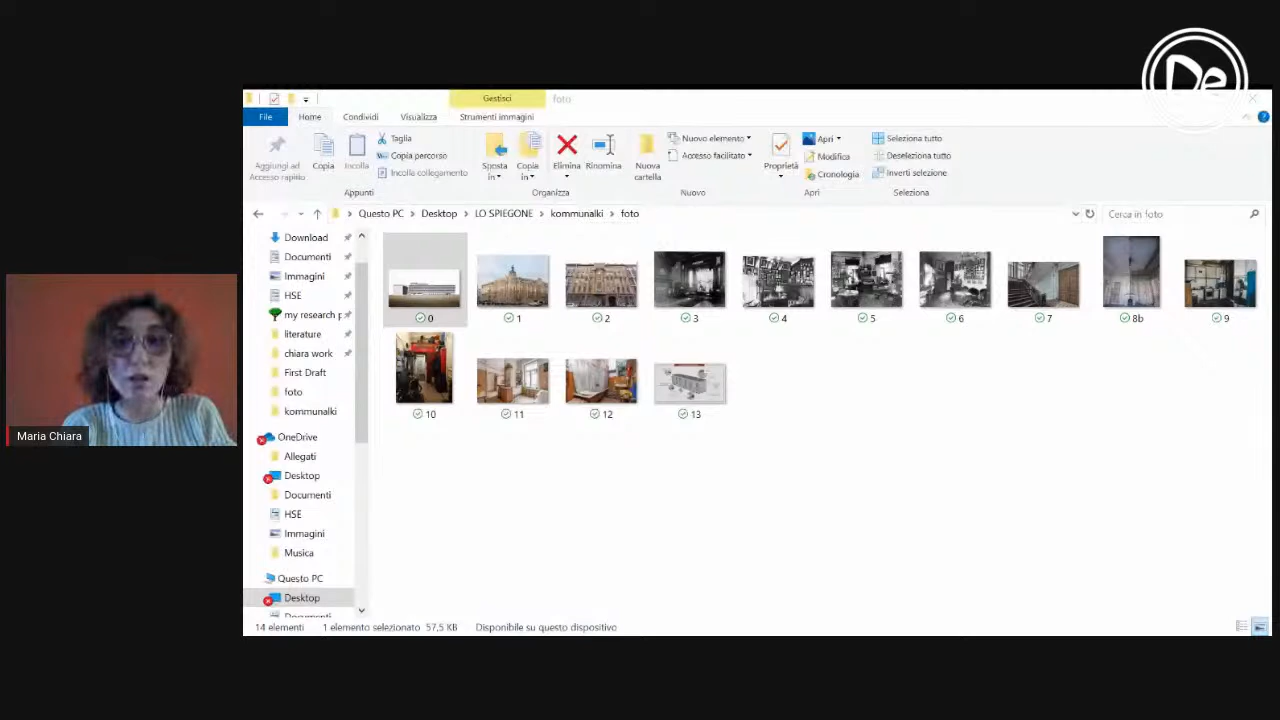 De
Gestisci foto
File Home Condividi Visualizza Strumenti immagini
Aggiungi ad Accesso rapido
Copia
Incolla
Taglia
Copia percorso
Incolla collegamento
Appunti
Sposta in
Copia in
Elimina
Rinomina
Organizza
Nuova cartella
Nuovo elemento
Accesso facilitato
Nuovo
Proprietà
Apri
Modifica
Cronologia
Apri
Seleziona tutto
Deseleziona tutto
Inverti selezione
Seleziona
Questo PC > Desktop > LO SPIEGONE > kommunalki > foto
Cerca in foto
Download
Documenti
Immagini
HSE
my research p
literature
chiara work
First Draft
foto
kommunalki
OneDrive
Allegati
Desktop
Documenti
HSE
Immagini
Musica
Questo PC
Desktop
Documenti
0 1 2 3 4 5 6 7 8b 9
10 11 12 13
14 elementi 1 elemento selezionato 57,5 KB Disponibile su questo dispositivo
Maria Chiara